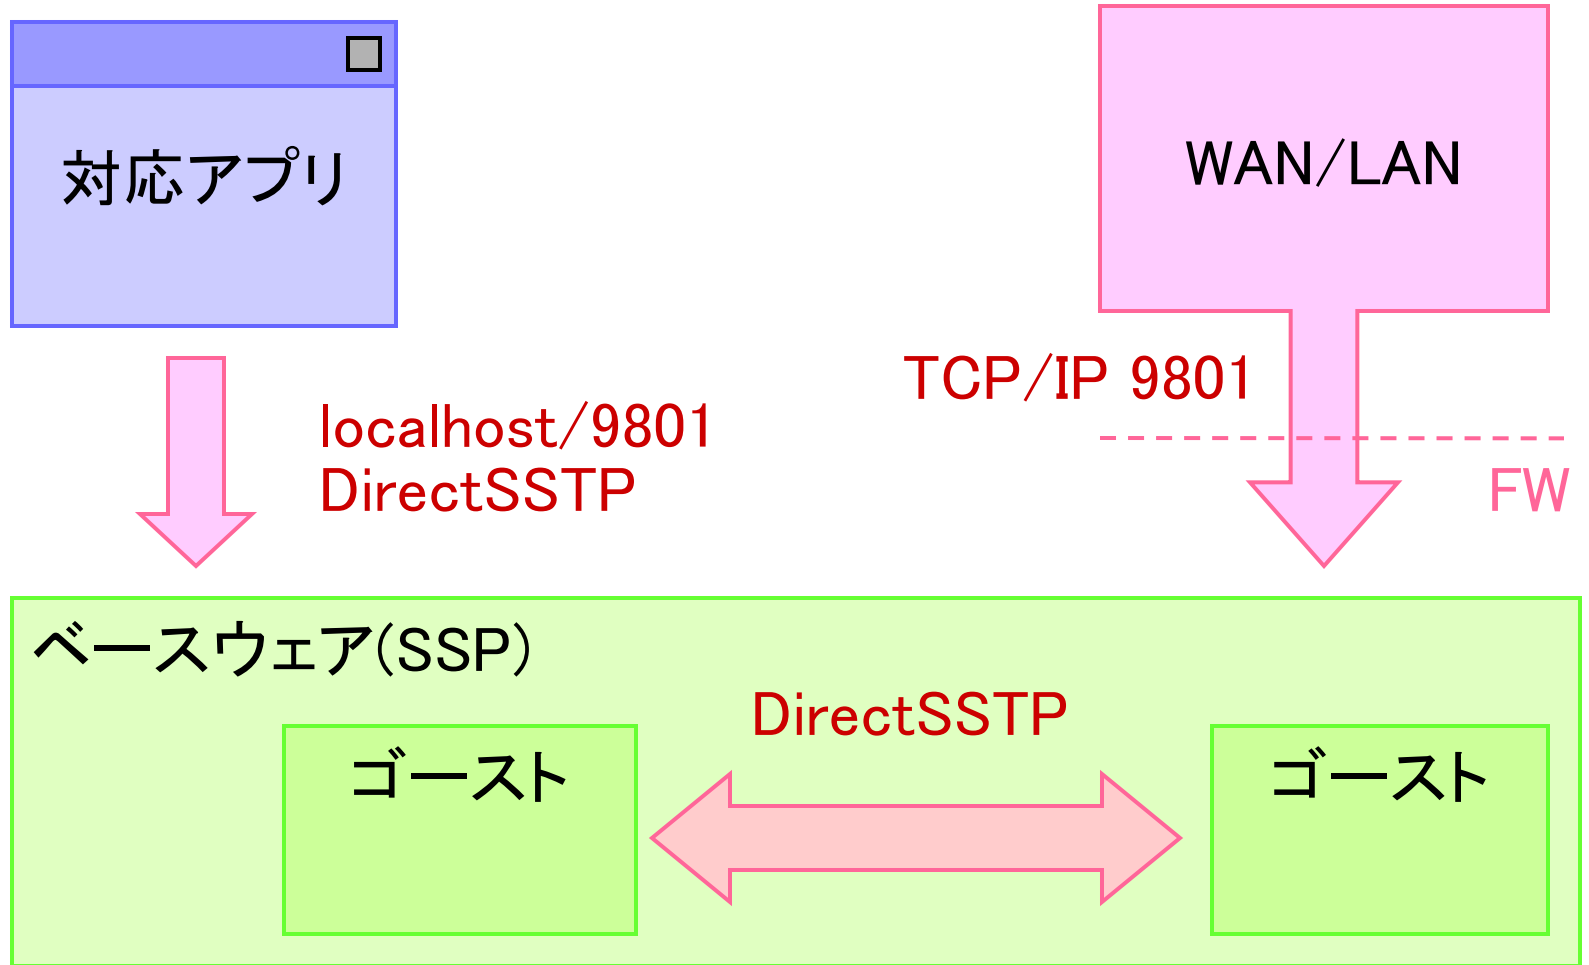 対応アプリ
WAN/LAN
TCP/IP 9801
localhost/9801
DirectSSTP
FW
ベースウェア(SSP)
DirectSSTP
ゴースト
ゴースト